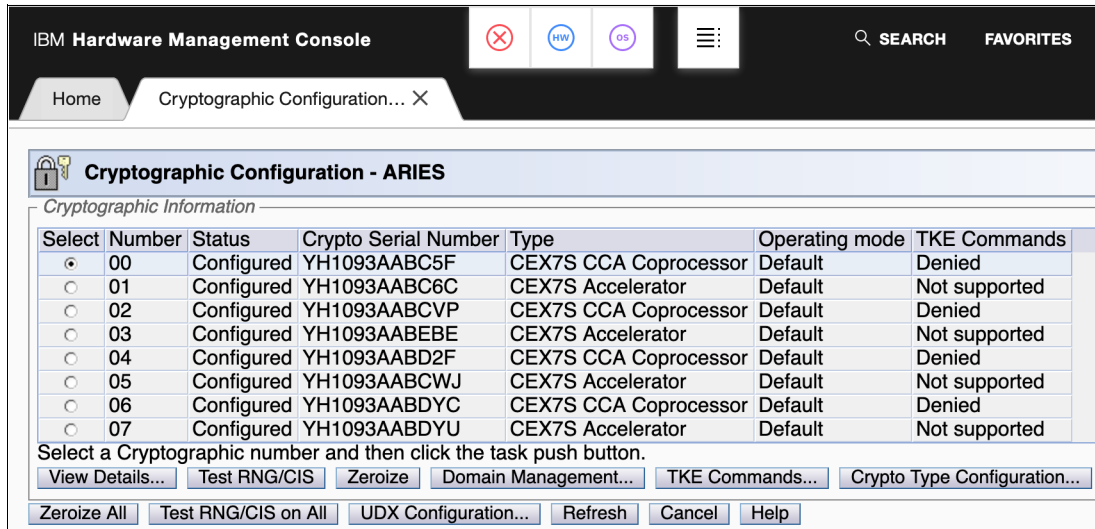 IBM Hardware Management Console
HW
OS
SEARCH FAVORITES
Home Cryptographic Configuration...
Cryptographic Configuration - ARIES
Cryptographic Information
Select Number Status Crypto Serial Number Type Operating mode TKE Commands
00 Configured YH1093AABC5F CEX7S CCA Coprocessor Default Denied
01 Configured YH1093AABC6C CEX7S Accelerator Default Not supported
02 Configured YH1093AABCVP CEX7S CCA Coprocessor Default Denied
03 Configured YH1093AABEBE CEX7S Accelerator Default Not supported
04 Configured YH1093AABD2F CEX7S CCA Coprocessor Default Denied
05 Configured YH1093AABCWJ CEX7S Accelerator Default Not supported
06 Configured YH1093AABDYC CEX7S CCA Coprocessor Default Denied
07 Configured YH1093AABDYU CEX7S Accelerator Default Not supported
Select a Cryptographic number and then click the task push button.
View Details... Test RNG/CIS Zeroize Domain Management... TKE Commands... Crypto Type Configuration...
Zeroize All Test RNG/CIS on All UDX Configuration... Refresh Cancel Help